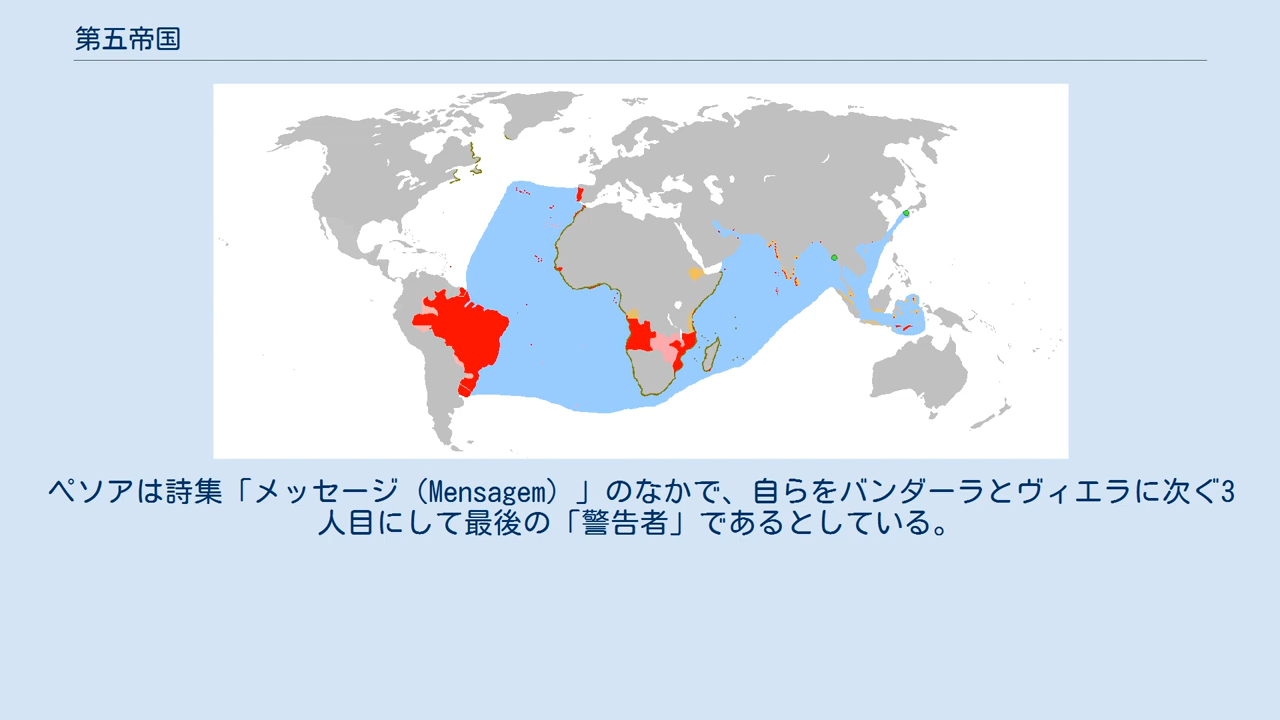 第五帝国
ペソアは詩集「メッセージ（Mensagem）」のなかで、自らをバンダーラとヴィエラに次ぐ3
人目にして最後の「警告者」であるとしている。